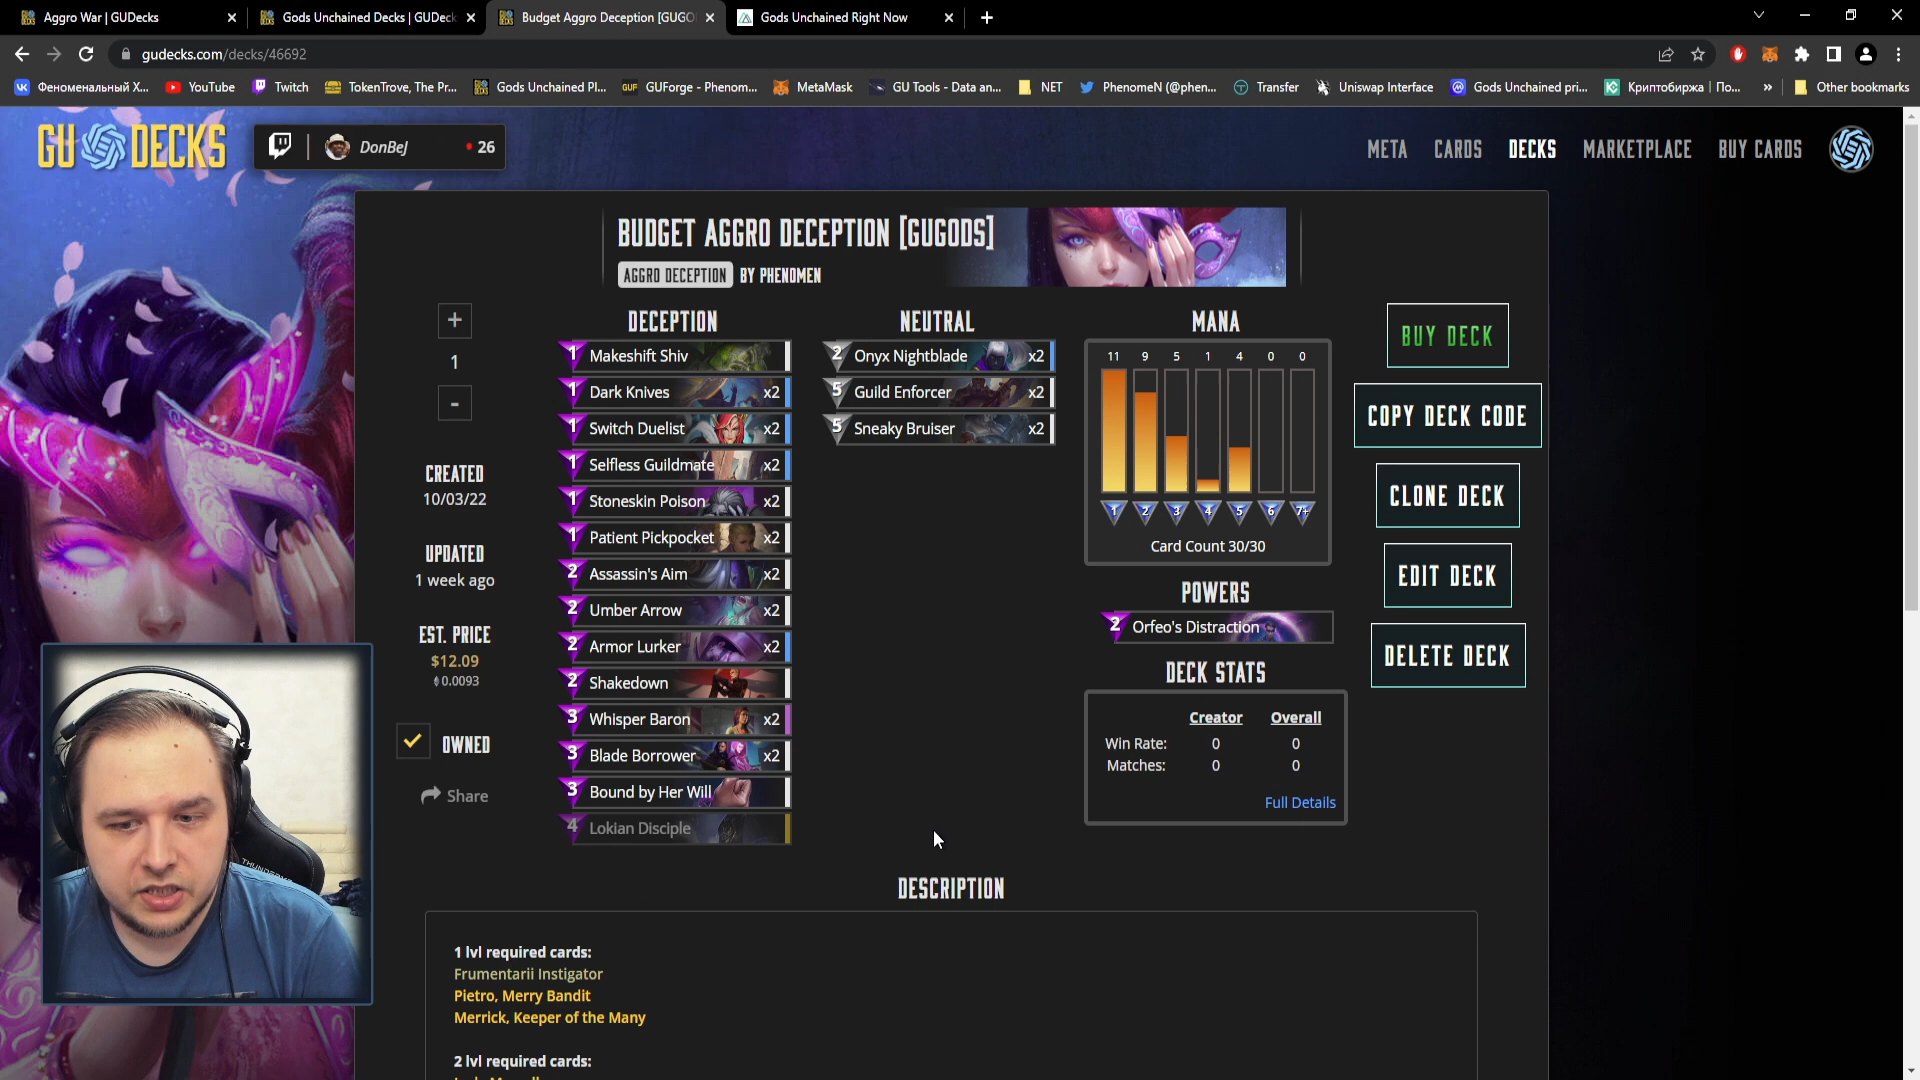 Aggro War | GUDecks
Gods Unchained Decks | GUDec
Budget Aggro Deception [GUGO
Gods Unchained Right Now
gudecks.com/decks/46692
Феноменальный Х...
YouTube
Twitch
TokenTrove, The Pr...
Gods Unchained Pl...
GUF
GUForge - Phenom...
MetaMask
GU Tools - Data an...
NET
PhenomeN (@phen...
Transfer
Uniswap Interface
Gods Unchained pri...
Криптобиржа | По...
»
Other bookmarks
GU DECKS
DonBeJ
26
META
CARDS
DECKS
MARKETPLACE
BUY CARDS
BUDGET AGGRO DECEPTION [GUGODS]
AGGRO DECEPTION BY PHENOMEN
+
1
-
CREATED
10/03/22
UPDATED
1 week ago
EST. PRICE
$12.09
0.0093
OWNED
Share
DECEPTION
1 Makeshift Shiv
1 Dark Knives x2
1 Switch Duelist x2
1 Selfless Guildmate x2
1 Stoneskin Poison x2
1 Patient Pickpocket x2
2 Assassin's Aim x2
2 Umber Arrow x2
2 Armor Lurker x2
2 Shakedown
3 Whisper Baron x2
3 Blade Borrower x2
3 Bound by Her Will
4 Lokian Disciple
NEUTRAL
2 Onyx Nightblade x2
5 Guild Enforcer x2
5 Sneaky Bruiser x2
MANA
11 9 5 1 4 0 0
1 2 3 4 5 6 7+
Card Count 30/30
POWERS
2 Orfeo's Distraction
DECK STATS
Creator Overall
Win Rate: 0 0
Matches: 0 0
Full Details
BUY DECK
COPY DECK CODE
CLONE DECK
EDIT DECK
DELETE DECK
DESCRIPTION
1 lvl required cards:
Frumentarii Instigator
Pietro, Merry Bandit
Merrick, Keeper of the Many
2 lvl required cards: